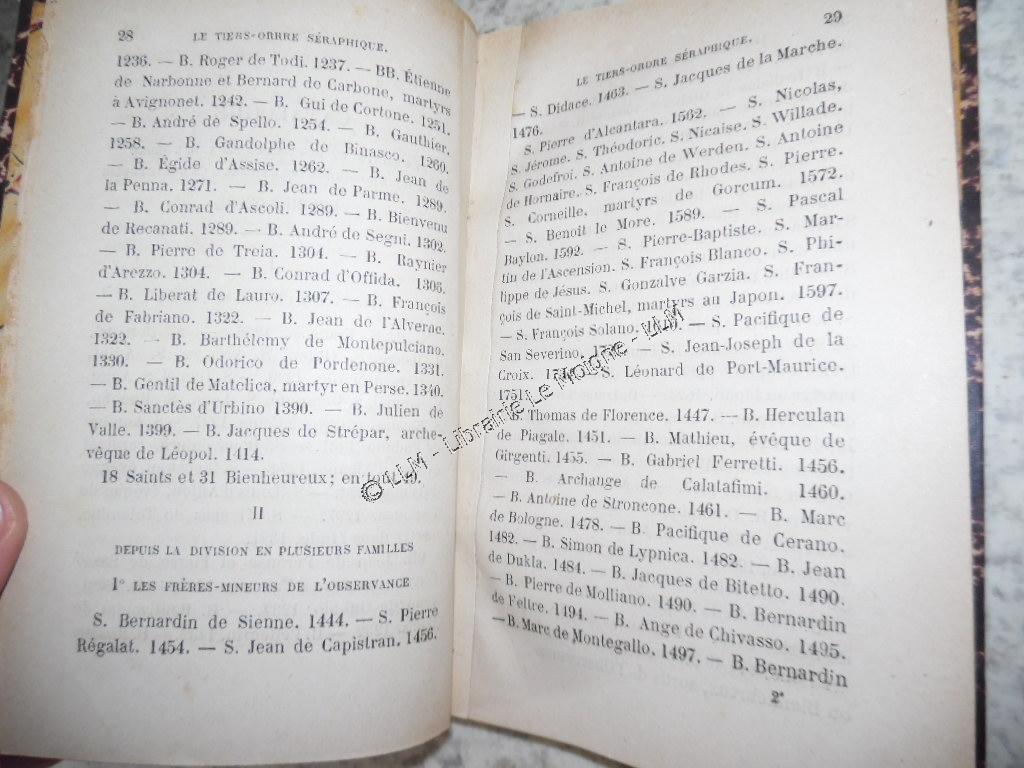 28 LE TIERS-ORRRE SÉRAPHIQUE.
1236. — B. Roger de Todi. 1237. — BB. Étienne
de Narbonne et Bernard de Carbone, martyrs
à Avignonet. 1242. — B. Gui de Cortone. 1251.
— B. André de Spello. 1254. — B. Gauthier.
1258. — B. Gandolphe de Binasco. 1260.
— B. Égide d'Assise. 1262. — B. Jean de
la Penna. 1271. — B. Jean de Parme. 1289.
— B. Conrad d'Ascoli. 1289. — B. Bienvenu
de Recanati. 1289. — B. André de Segni. 1302.
— B. Pierre de Treia. 1304. — B. Raynier
d'Arezzo. 1304. — B. Conrad d'Offida. 1306.
— B. Liberat de Lauro. 1307. — B. François
de Fabriano. 1322. — B. Jean de l'Alverne.
1322. — B. Barthélemy de Montepulciano.
1330. — B. Odorico de Pordenone. 1331.
— B. Gentil de Matelica, martyr en Perse. 1340.
— B. Sanctès d'Urbino 1390. — B. Julien de
Valle. 1399. — B. Jacques de Strépar, arche-
vêque de Léopol. 1414.
18 Saints et 31 Bienheureux; en tout 49.
II
DEPUIS LA DIVISION EN PLUSIEURS FAMILLES
1° LES FRÈRES-MINEURS DE L'OBSERVANCE
S. Bernardin de Sienne. 1444. — S. Pierre
Régalat. 1454. — S. Jean de Capistran. 1456.
LE TIERS-ORDRE SÉRAPHIQUE. 29
— S. Didace. 1463. — S. Jacques de la Marche.
1476.
S. Pierre d'Alcantara. 1562. — S. Nicolas,
S. Jérome. S. Théodoric. S. Nicaise. S. Willade.
S. Godefroi. S. Antoine de Werden. S. Antoine
de Hornaire. S. François de Rhodes. S. Pierre.
S. Corneille, martyrs de Gorcum. 1572.
— S. Benoît le More. 1589. — S. Pascal
Baylon. 1592. — S. Pierre-Baptiste. S. Mar-
tin de l'Ascension. S. François Blanco. S. Phi-
lippe de Jésus. S. Gonzalve Garzia. S. Fran-
çois de Saint-Michel, martyrs au Japon. 1597.
— S. François Solano. — S. Pacifique de
San Severino. — S. Jean-Joseph de la
Croix. — S. Léonard de Port-Maurice.
1751.
B. Thomas de Florence. 1447. — B. Herculan
de Piagale. 1451. — B. Mathieu, évêque de
Girgenti. 1455. — B. Gabriel Ferretti. 1456.
— B. Archange de Calatafimi. 1460.
— B. Antoine de Stroncone. 1461. — B. Marc
de Bologne. 1478. — B. Pacifique de Cerano.
1482. — B. Simon de Lypnica. 1482. — B. Jean
de Dukla. 1484. — B. Jacques de Bitetto. 1490.
— B. Pierre de Molliano. 1490. — B. Bernardin
de Feltre. 1494. — B. Ange de Chivasso. 1495.
— B. Marc de Montegallo. 1497. — B. Bernardin
2*
© LLM - Librairie Le Moigne - LLM